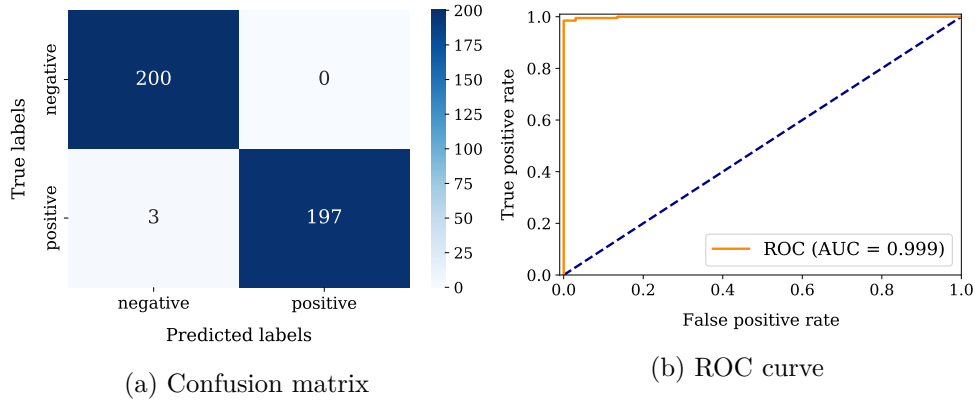 True labels
negative
positive
200
0
3
197
negative
positive
Predicted labels
200
175
150
125
100
75
50
25
0
(a) Confusion matrix
True positive rate
1.0
0.8
0.6
0.4
0.2
0.0
ROC (AUC = 0.999)
0.0
0.2
0.4
0.6
0.8
1.0
False positive rate
(b) ROC curve